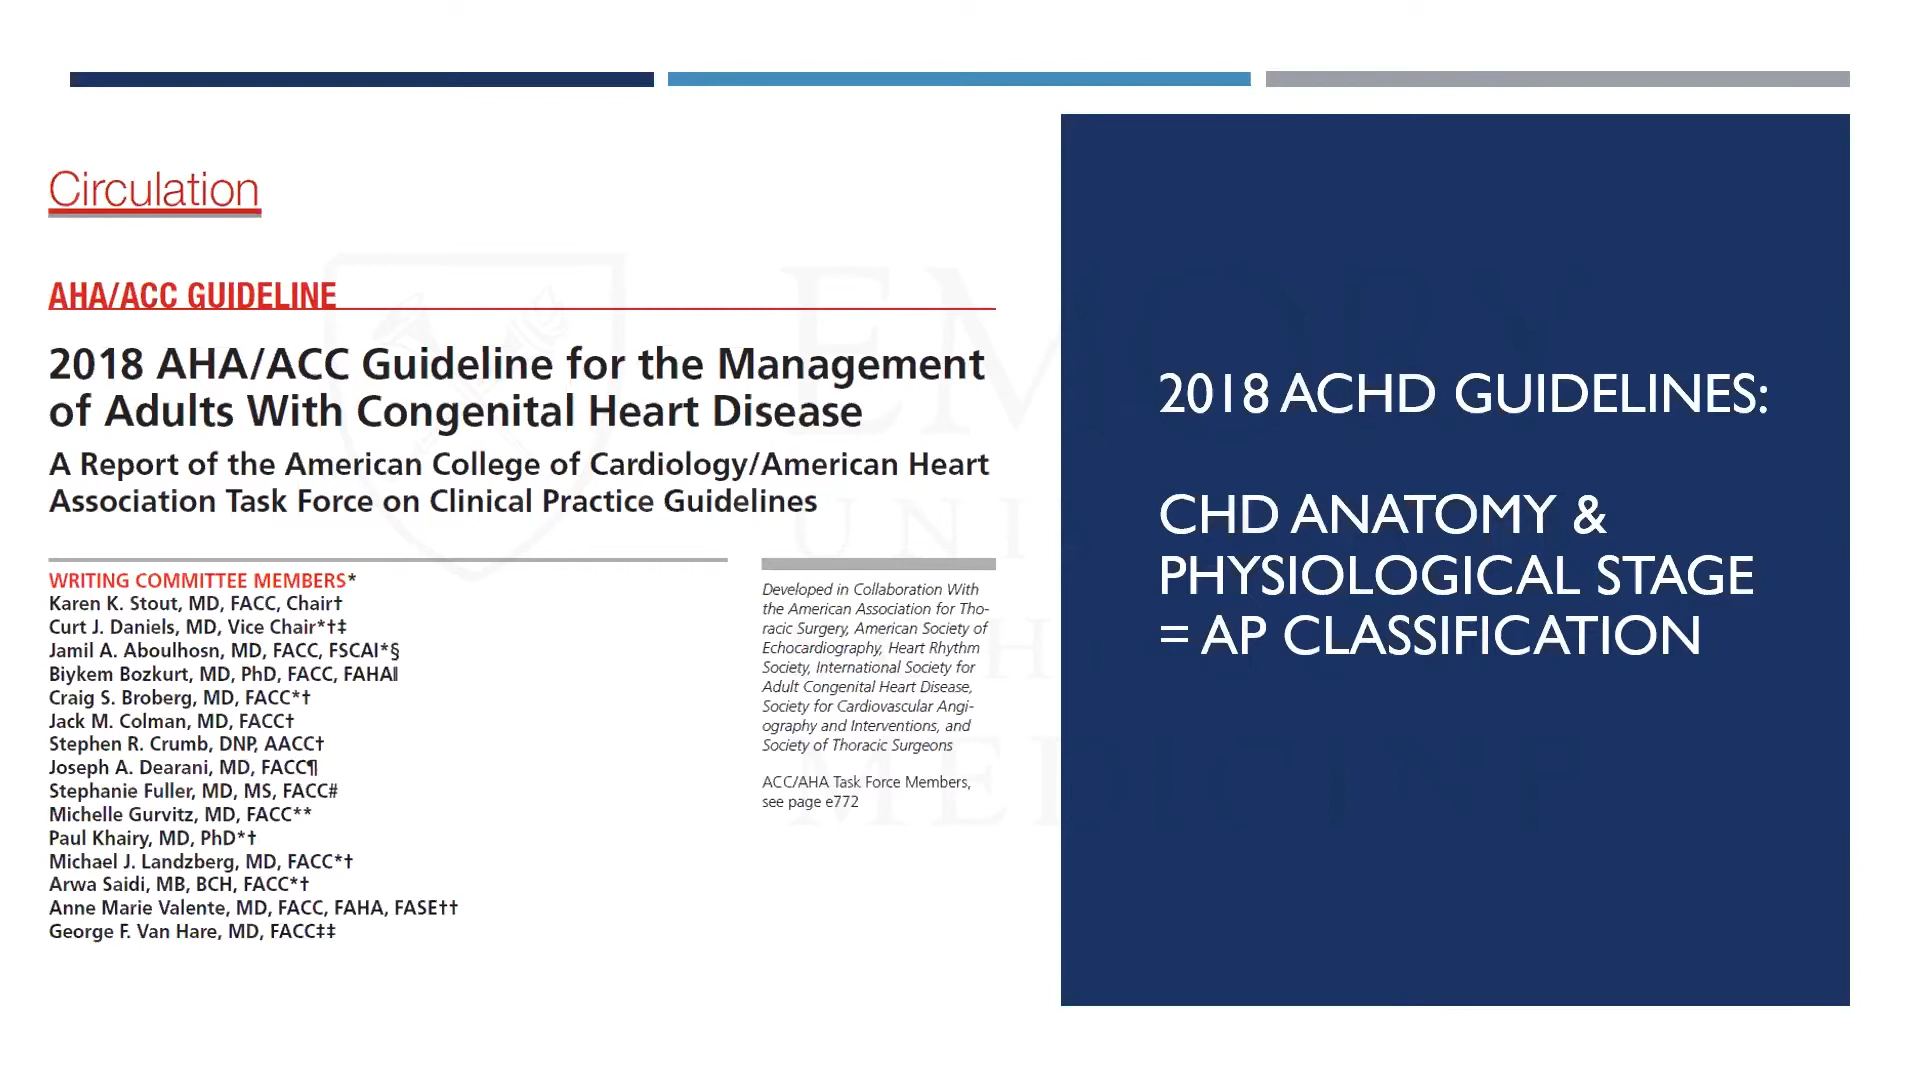 Circulation
AHA/ACC GUIDELINE
2018 AHA/ACC Guideline for the Management
of Adults With Congenital Heart Disease
A Report of the American College of Cardiology/American Heart
Association Task Force on Clinical Practice Guidelines
WRITING COMMITTEE MEMBERS*
Karen K. Stout, MD, FACC, Chair†
Curt J. Daniels, MD, Vice Chair*†‡
Jamil A. Aboulhosn, MD, FACC, FSCAI*§
Biykem Bozkurt, MD, PhD, FACC, FAHA‖
Craig S. Broberg, MD, FACC*†
Jack M. Colman, MD, FACC†
Stephen R. Crumb, DNP, AACC†
Joseph A. Dearani, MD, FACC¶
Stephanie Fuller, MD, MS, FACC#
Michelle Gurvitz, MD, FACC**
Paul Khairy, MD, PhD*†
Michael J. Landzberg, MD, FACC*†
Arwa Saidi, MB, BCH, FACC*†
Anne Marie Valente, MD, FACC, FAHA, FASE††
George F. Van Hare, MD, FACC‡‡
Developed in Collaboration With
the American Association for Tho-
racic Surgery, American Society of
Echocardiography, Heart Rhythm
Society, International Society for
Adult Congenital Heart Disease,
Society for Cardiovascular Angi-
ography and Interventions, and
Society of Thoracic Surgeons
ACC/AHA Task Force Members,
see page e772
2018 ACHD GUIDELINES:
CHD ANATOMY &
PHYSIOLOGICAL STAGE
= AP CLASSIFICATION
EMORY
MEDICINE